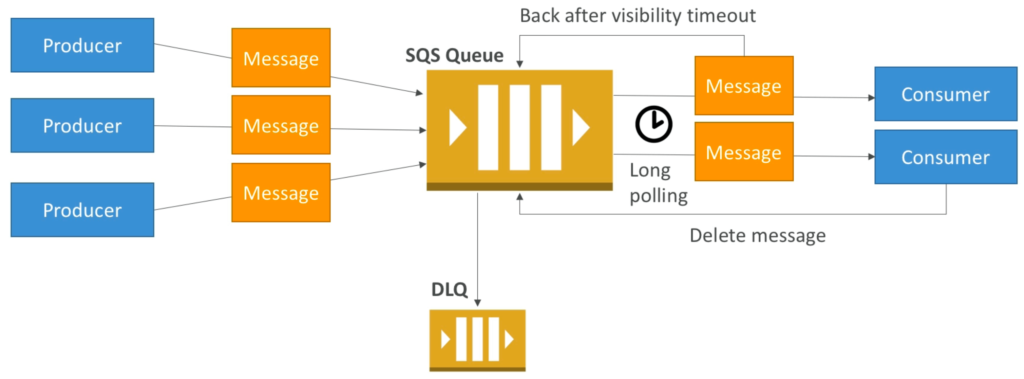 Back after visibility timeout
Producer
Message
SQS Queue
Message
Consumer
Producer
Message
Message
Consumer
Long
polling
Producer
Message
Delete message
DLQ